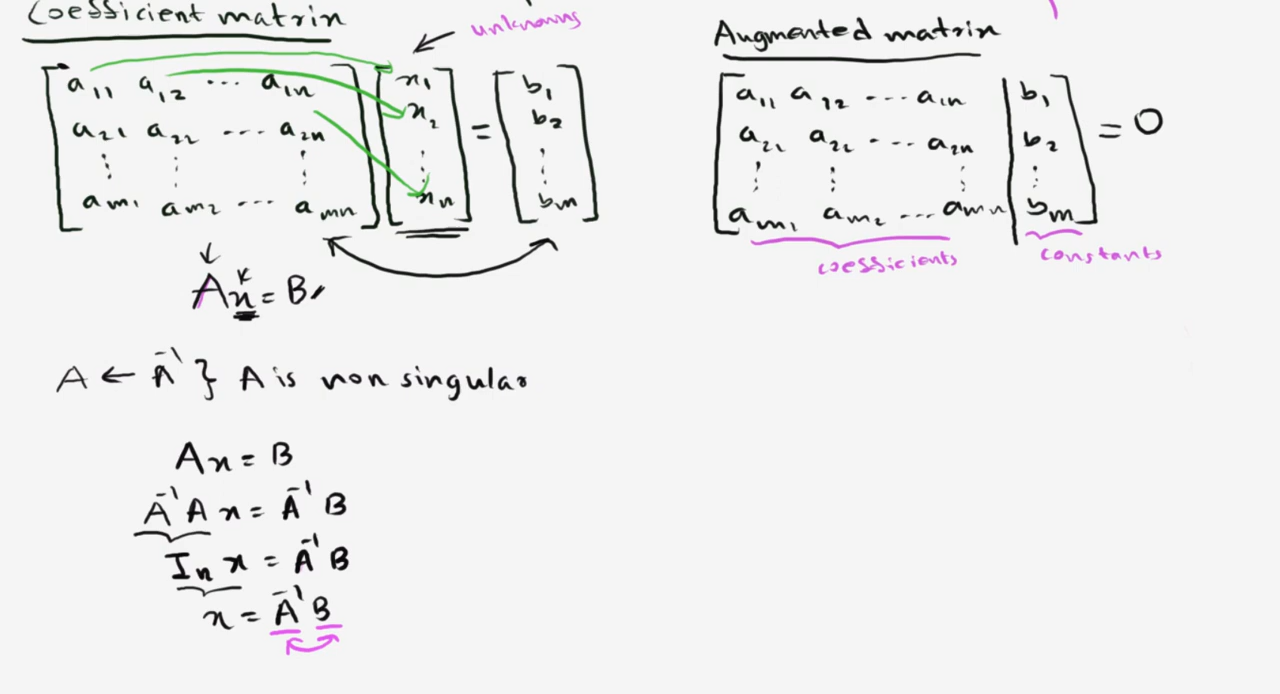 Coefficient matrix
unknowns
[a₁₁ a₁₂ ... a₁ₙ] [x₁] = [b₁]
[a₂₁ a₂₂ ... a₂ₙ] [x₂] [b₂]
[⋮ ⋮ ⋮] [⋮] [⋮]
[aₘ₁ aₘ₂ ... aₘₙ] [xₙ] [bₘ]
Ax = B
A ← A⁻¹ } A is non singular
Ax = B
A⁻¹A x = A⁻¹ B
Iₙ x = A⁻¹ B
x = A⁻¹ B
Augmented matrix
[a₁₁ a₁₂ ... a₁ₙ | b₁] = 0
[a₂₁ a₂₂ ... a₂ₙ | b₂]
[⋮ ⋮ ⋮ | ⋮]
[aₘ₁ aₘ₂ ... aₘₙ | bₘ]
coefficients constants